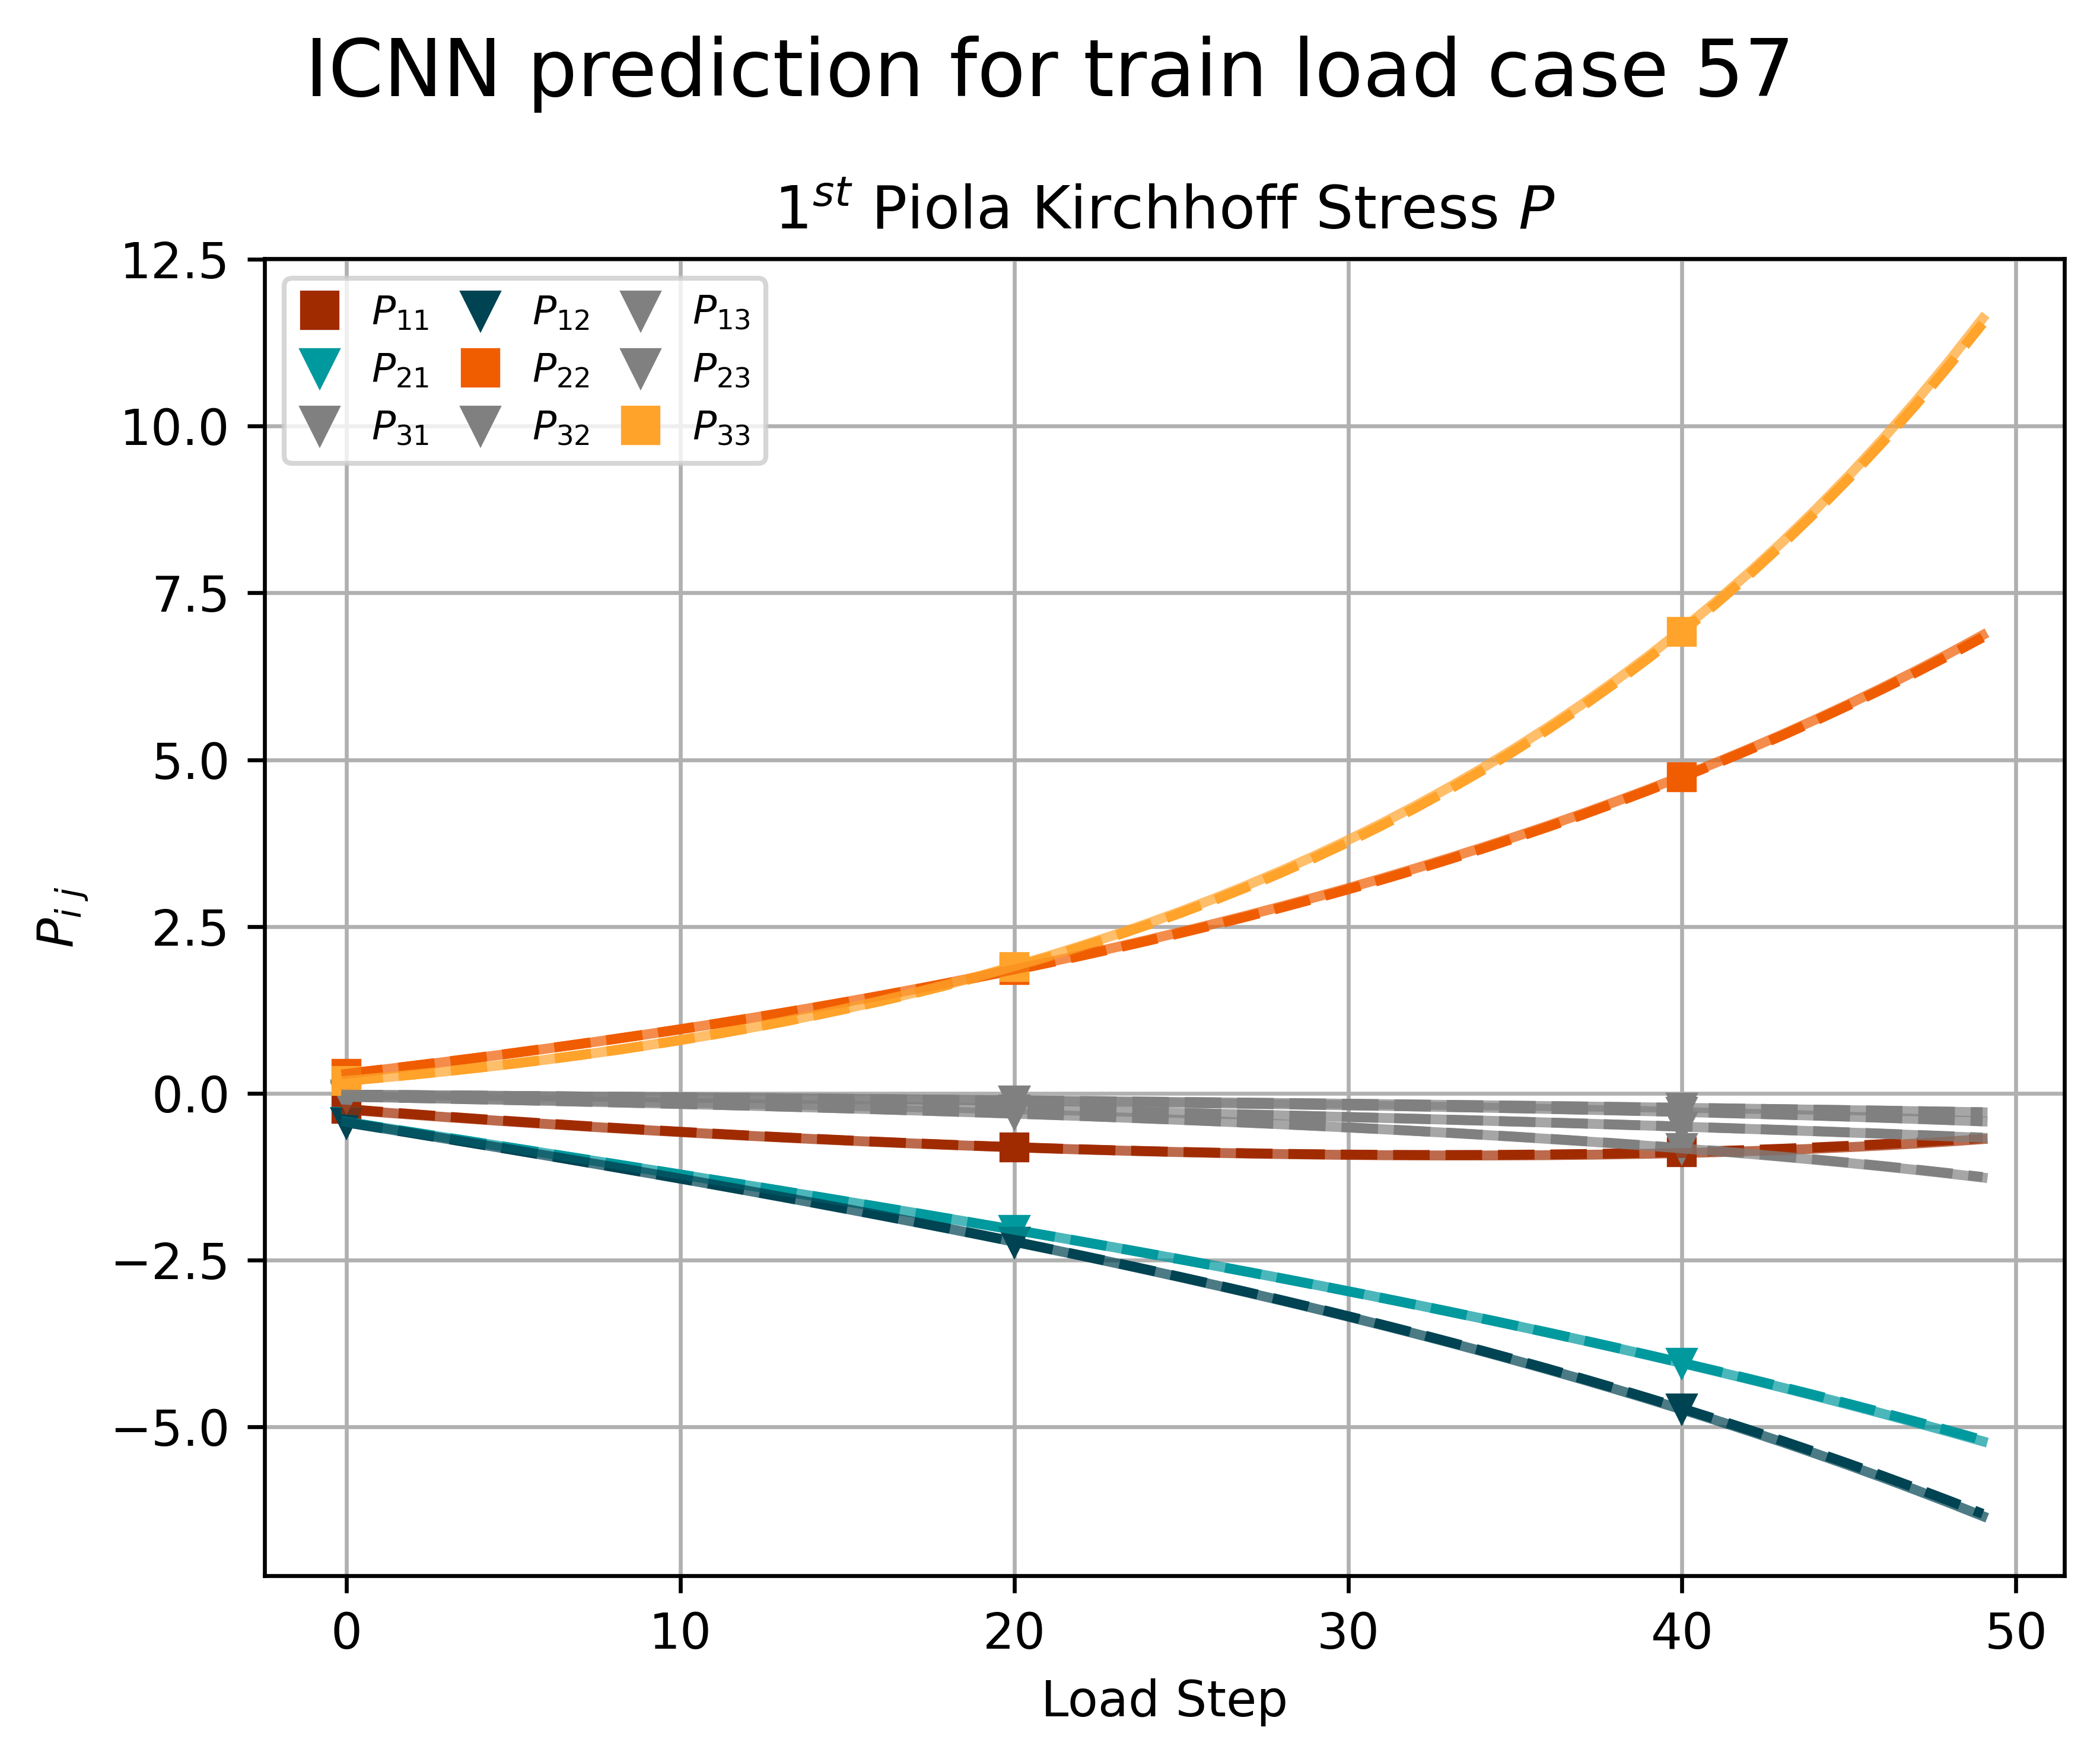 ICNN prediction for train load case 57
1st Piola Kirchhoff Stress P
12.5
10.0
7.5
5.0
2.5
0.0
−2.5
−5.0
P11 P12 P13
P21 P22 P23
P31 P32 P33
Pi j
0 10 20 30 40 50
Load Step